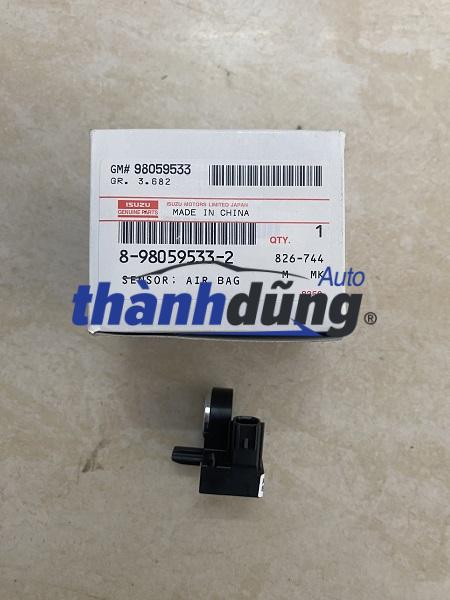 GM# 98059533
GR. 3.682
ISUZU
GENUINE PARTS
ISUZU MOTORS LIMITED JAPAN
MADE IN CHINA
QTY. 1
8-98059533-2
826-744
SENSOR; AIR BAG
M MK
Auto
thànhdũng®